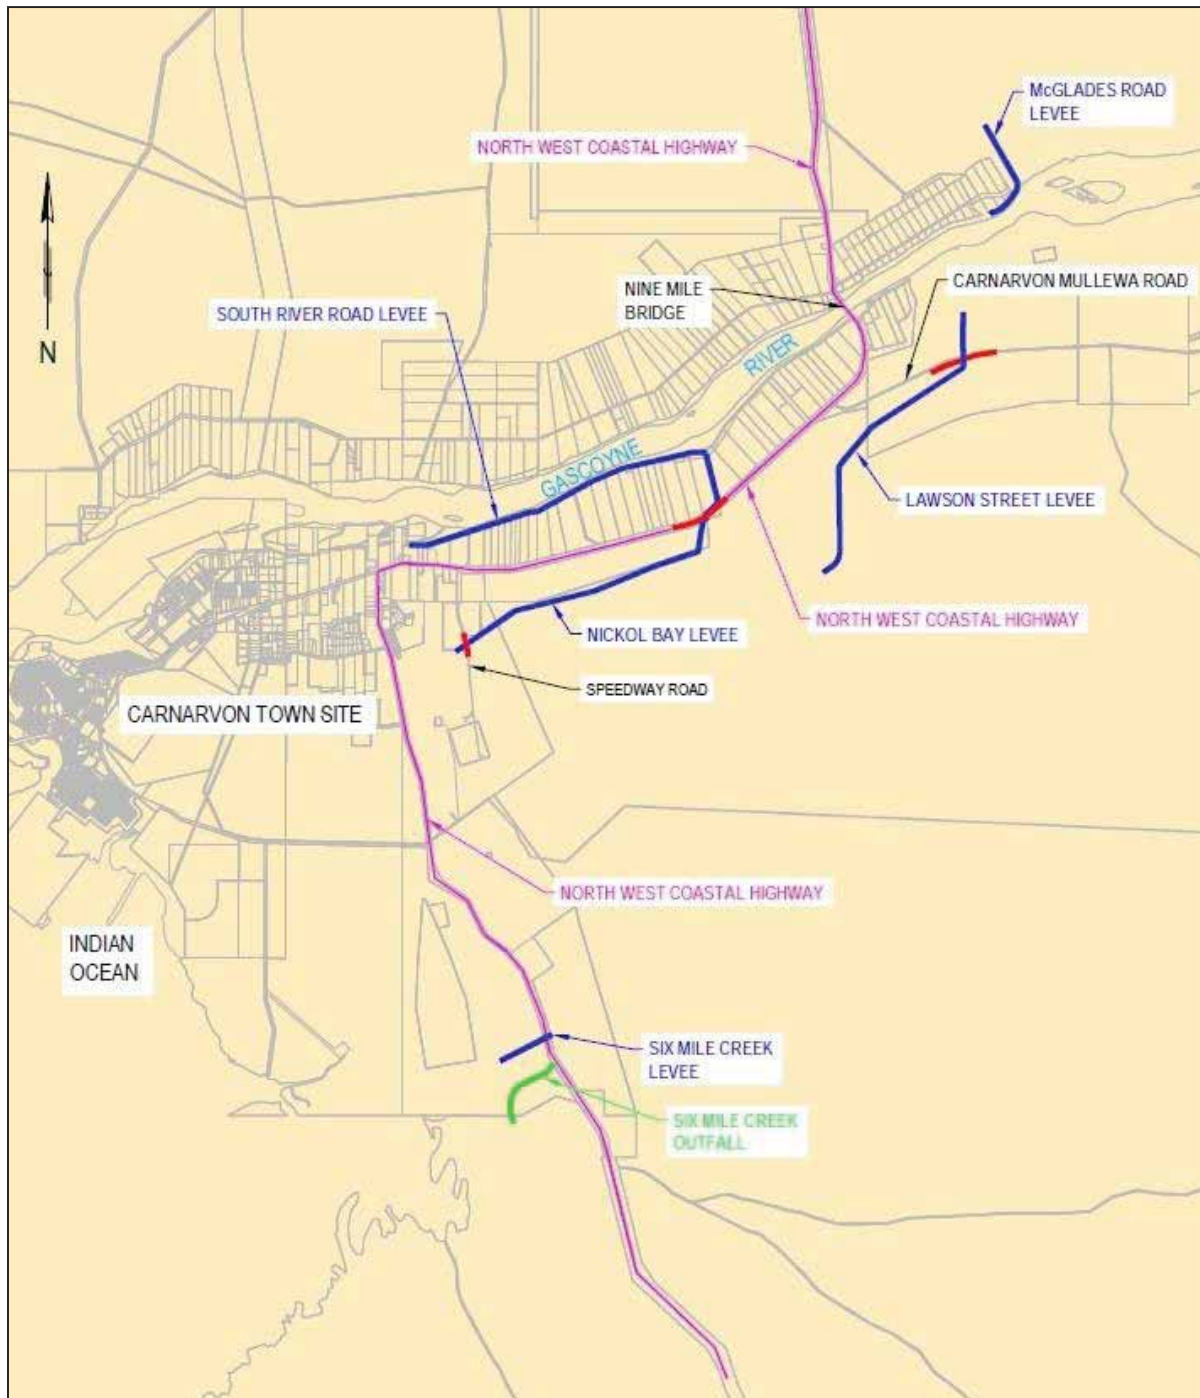 McGLADES ROAD
LEVEE
NORTH WEST COASTAL HIGHWAY
N
CARNARVON MULLEWA ROAD
NINE MILE
BRIDGE
SOUTH RIVER ROAD LEVEE
RIVER
GASCOYNE
LAWSON STREET LEVEE
NORTH WEST COASTAL HIGHWAY
NICKOL BAY LEVEE
SPEEDWAY ROAD
CARNARVON TOWN SITE
NORTH WEST COASTAL HIGHWAY
INDIAN
OCEAN
SIX MILE CREEK
LEVEE
SIX MILE CREEK
OUTFALL